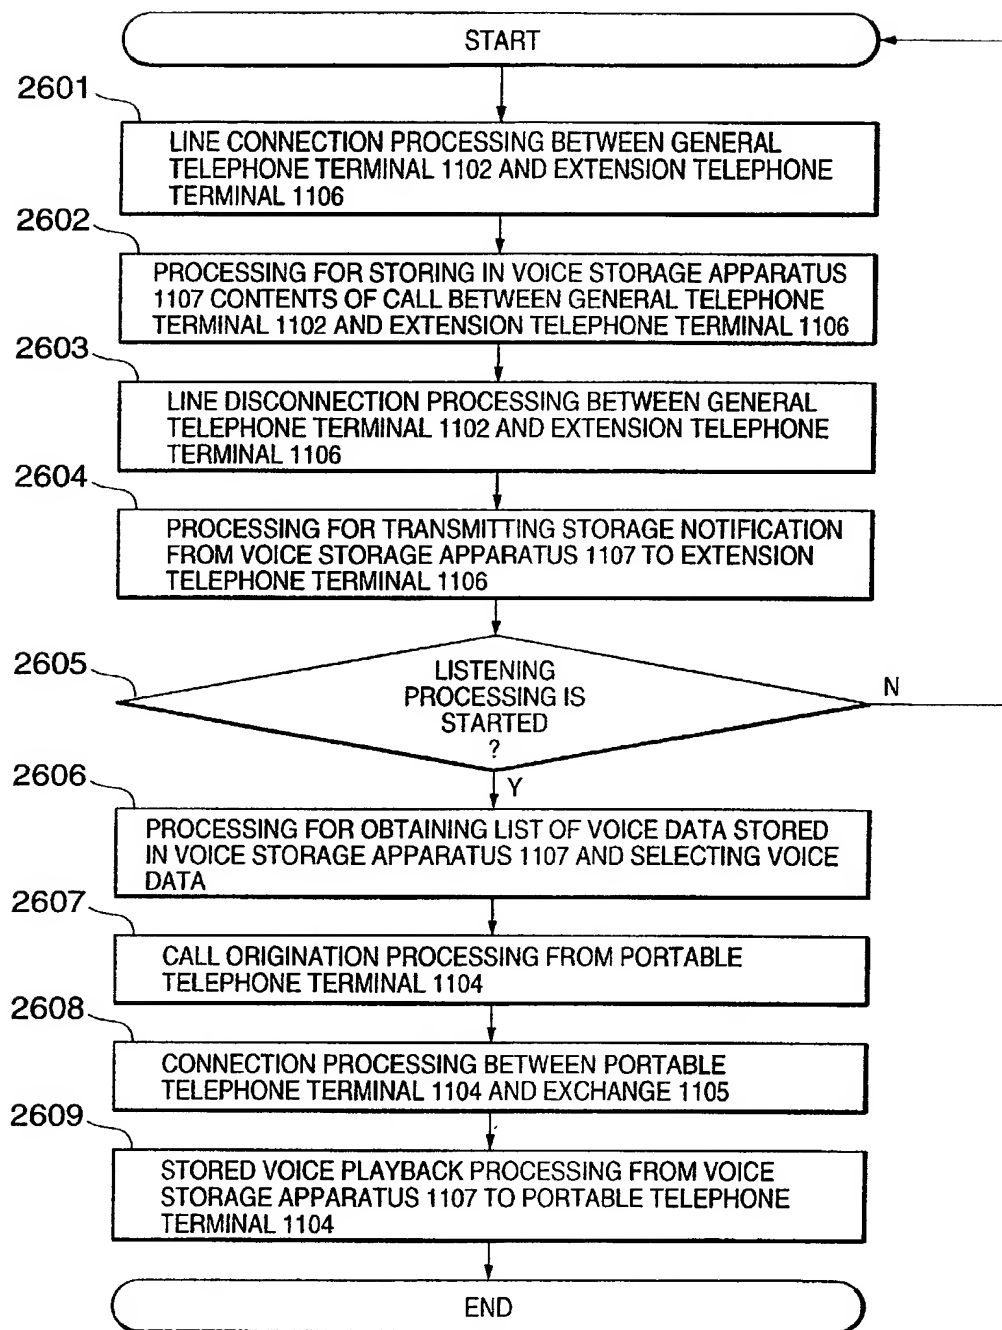 START
2601
LINE CONNECTION PROCESSING BETWEEN GENERAL
TELEPHONE TERMINAL 1102 AND EXTENSION TELEPHONE
TERMINAL 1106
2602
PROCESSING FOR STORING IN VOICE STORAGE APPARATUS
1107 CONTENTS OF CALL BETWEEN GENERAL TELEPHONE
TERMINAL 1102 AND EXTENSION TELEPHONE TERMINAL 1106
2603
LINE DISCONNECTION PROCESSING BETWEEN GENERAL
TELEPHONE TERMINAL 1102 AND EXTENSION TELEPHONE
TERMINAL 1106
2604
PROCESSING FOR TRANSMITTING STORAGE NOTIFICATION
FROM VOICE STORAGE APPARATUS 1107 TO EXTENSION
TELEPHONE TERMINAL 1106
2605
LISTENING
PROCESSING IS
STARTED
?
N
Y
2606
PROCESSING FOR OBTAINING LIST OF VOICE DATA STORED
IN VOICE STORAGE APPARATUS 1107 AND SELECTING VOICE
DATA
2607
CALL ORIGINATION PROCESSING FROM PORTABLE
TELEPHONE TERMINAL 1104
2608
CONNECTION PROCESSING BETWEEN PORTABLE
TELEPHONE TERMINAL 1104 AND EXCHANGE 1105
2609
STORED VOICE PLAYBACK PROCESSING FROM VOICE
STORAGE APPARATUS 1107 TO PORTABLE TELEPHONE
TERMINAL 1104
END